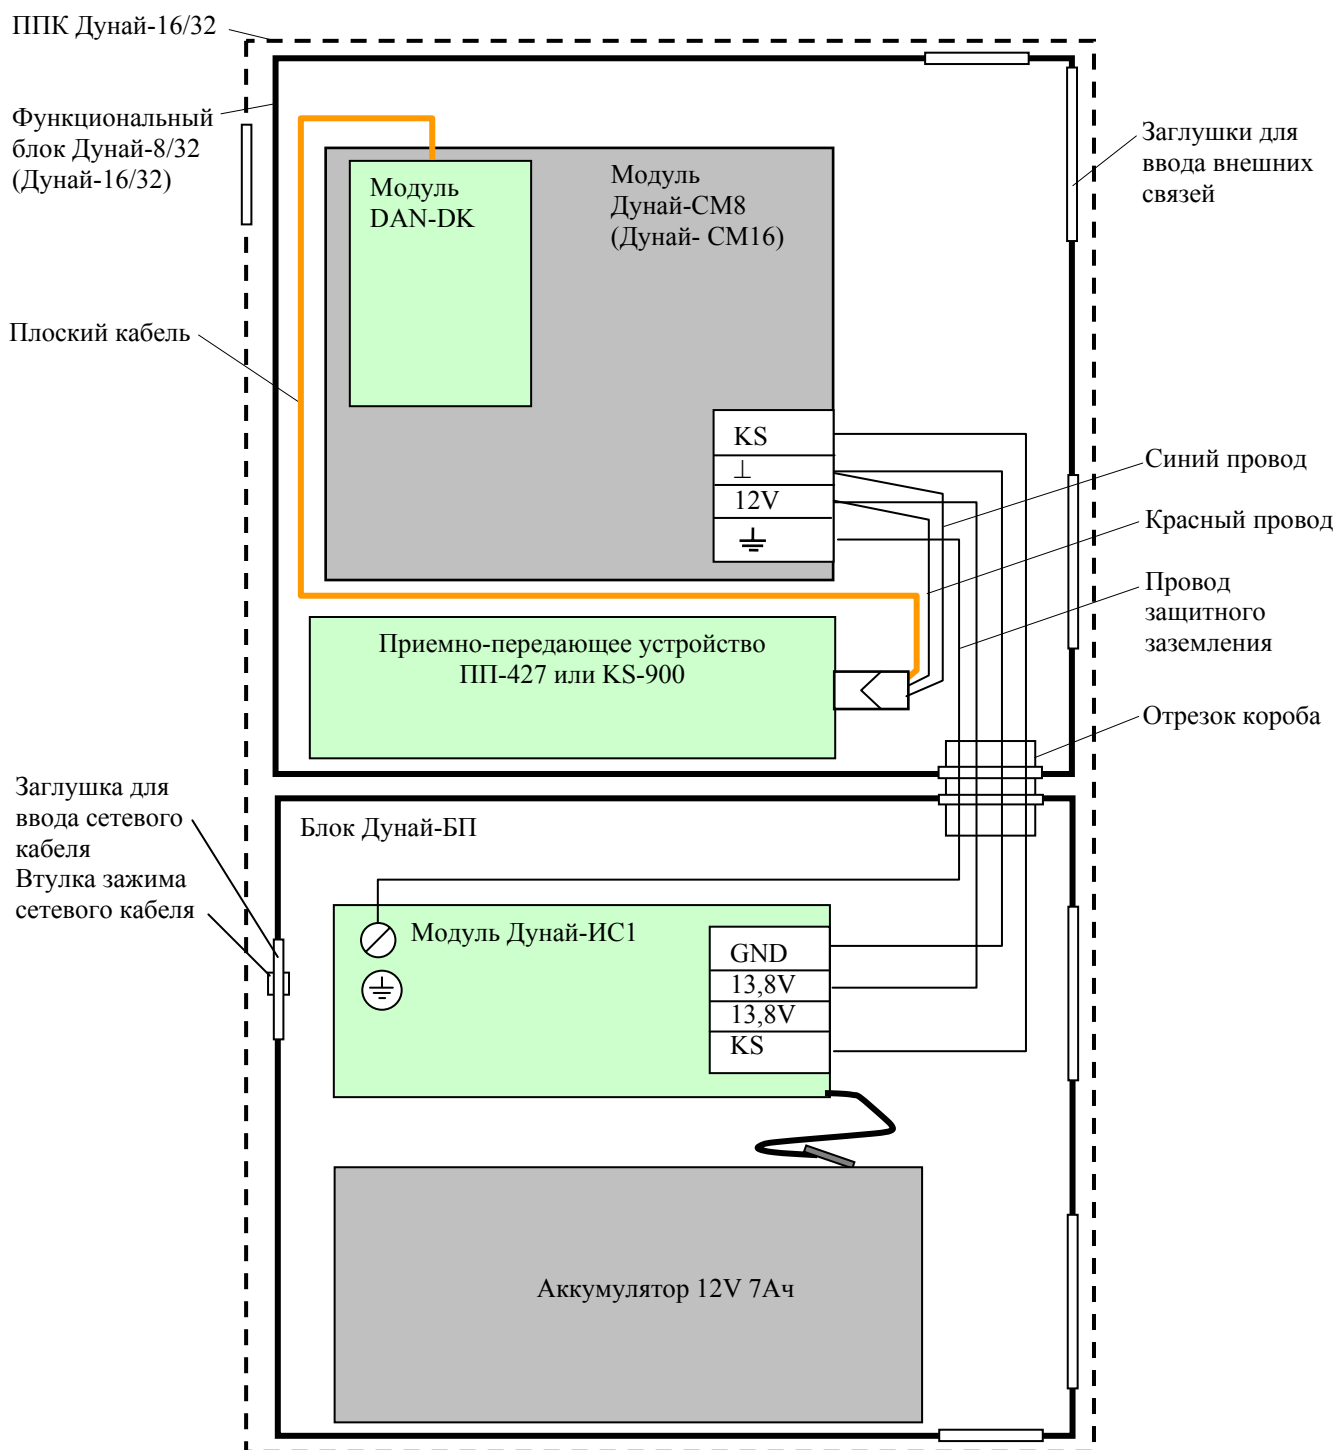 ППК Дунай-16/32
Функциональный
блок Дунай-8/32
(Дунай-16/32)
Заглушки для
ввода внешних
связей
Модуль
DAN-DK
Модуль
Дунай-СМ8
(Дунай- СМ16)
Плоский кабель
KS
⊥
12V
Синий провод
Красный провод
Провод
защитного
заземления
Приемно-передающее устройство
ПП-427 или KS-900
Отрезок короба
Заглушка для
ввода сетевого
кабеля
Втулка зажима
сетевого кабеля
Блок Дунай-БП
Модуль Дунай-ИС1
GND
13,8V
13,8V
KS
Аккумулятор 12V 7Ач